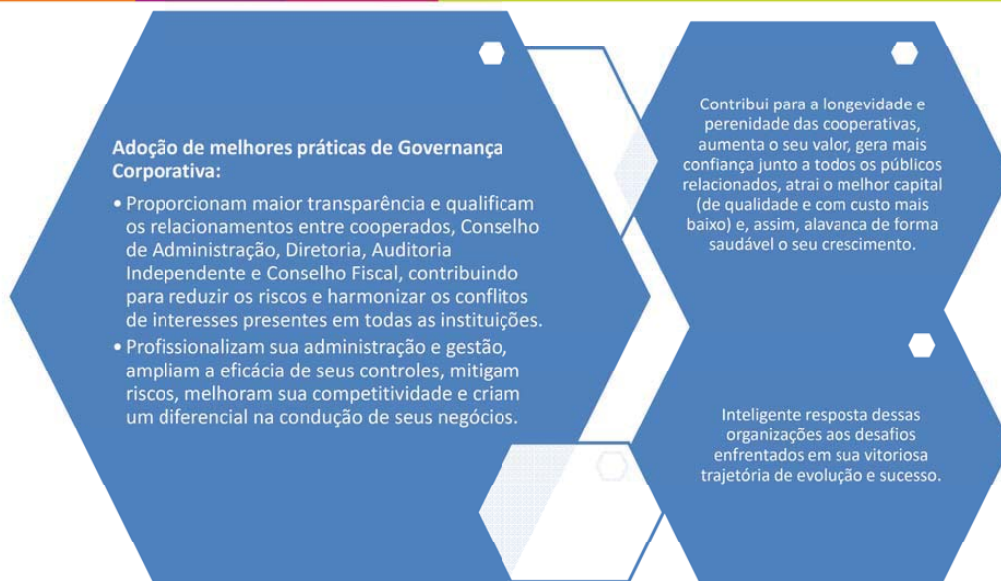 Adoção de melhores práticas de Governança
Corporativa:
• Proporcionam maior transparência e qualificam
os relacionamentos entre cooperados, Conselho
de Administração, Diretoria, Auditoria
Independente e Conselho Fiscal, contribuindo
para reduzir os riscos e harmonizar os conflitos
de interesses presentes em todas as instituições.
• Profissionalizam sua administração e gestão,
ampliam a eficácia de seus controles, mitigam
riscos, melhoram sua competitividade e criam
um diferencial na condução de seus negócios.
Contribui para a longevidade e
perenidade das cooperativas,
aumenta o seu valor, gera mais
confiança junto a todos os públicos
relacionados, atrai o melhor capital
(de qualidade e com custo mais
baixo) e, assim, alavanca de forma
saudável o seu crescimento.
Inteligente resposta dessas
organizações aos desafios
enfrentados em sua vitoriosa
trajetória de evolução e sucesso.